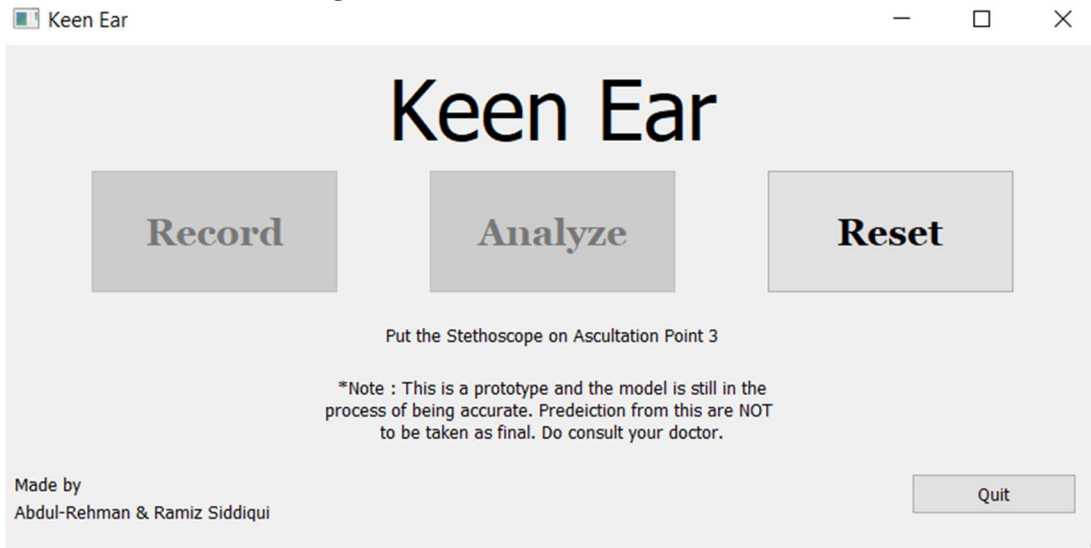 Keen Ear
Keen Ear
Record Analyze Reset
Put the Stethoscope on Ascultation Point 3
*Note : This is a prototype and the model is still in the
process of being accurate. Predeiction from this are NOT
to be taken as final. Do consult your doctor.
Made by
Abdul-Rehman & Ramiz Siddiqui
Quit